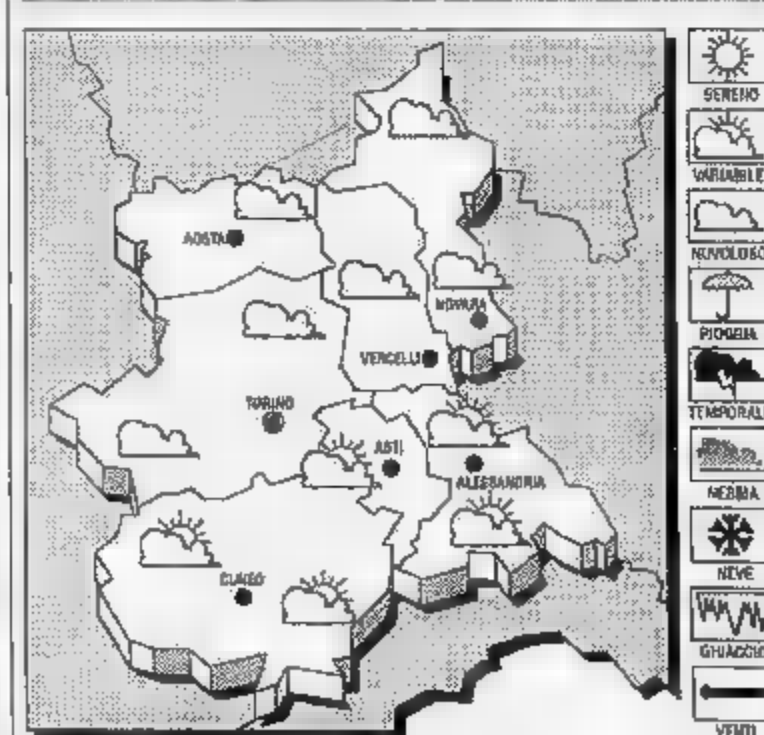 AOSTA
NOVARA
VERCELLI
TORINO
ASTI
ALESSANDRIA
CUNEO
SERENO
VARIABILE
NUVOLOSO
PIOGGIA
TEMPORALE
NEBBIA
NEVE
GHIACCIO
VENTI